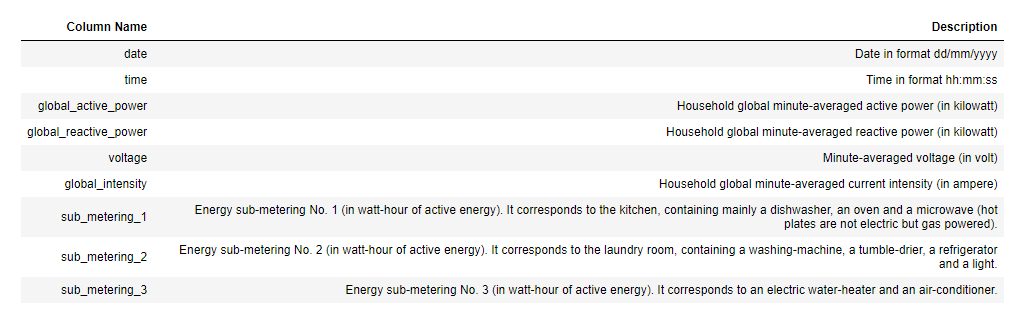 Column Name Description
date Date in format dd/mm/yyyy
time Time in format hh:mm:ss
global_active_power Household global minute-averaged active power (in kilowatt)
global_reactive_power Household global minute-averaged reactive power (in kilowatt)
voltage Minute-averaged voltage (in volt)
global_intensity Household global minute-averaged current intensity (in ampere)
sub_metering_1 Energy sub-metering No. 1 (in watt-hour of active energy). It corresponds to the kitchen, containing mainly a dishwasher, an oven and a microwave (hot
plates are not electric but gas powered).
sub_metering_2 Energy sub-metering No. 2 (in watt-hour of active energy). It corresponds to the laundry room, containing a washing-machine, a tumble-drier, a refrigerator
and a light.
sub_metering_3 Energy sub-metering No. 3 (in watt-hour of active energy). It corresponds to an electric water-heater and an air-conditioner.